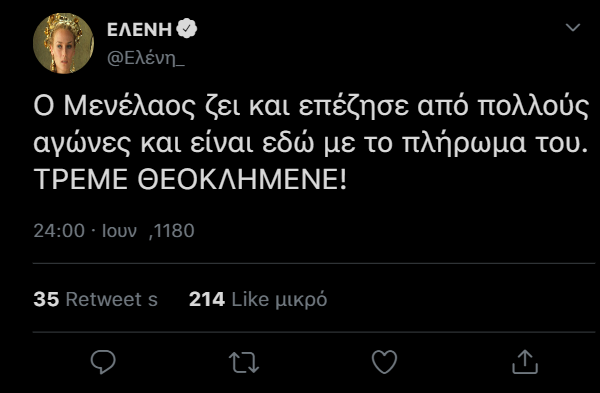 ΕΛΕΝΗ
@Ελένη_
Ο Μενέλαος ζει και επέζησε από πολλούς
αγώνες και είναι εδώ με το πλήρωμα του.
ΤΡΕΜΕ ΘΕΟΚΛΗΜΕΝΕ!
24:00 · Ιουν ,1180
35 Retweet s 214 Like μικρό